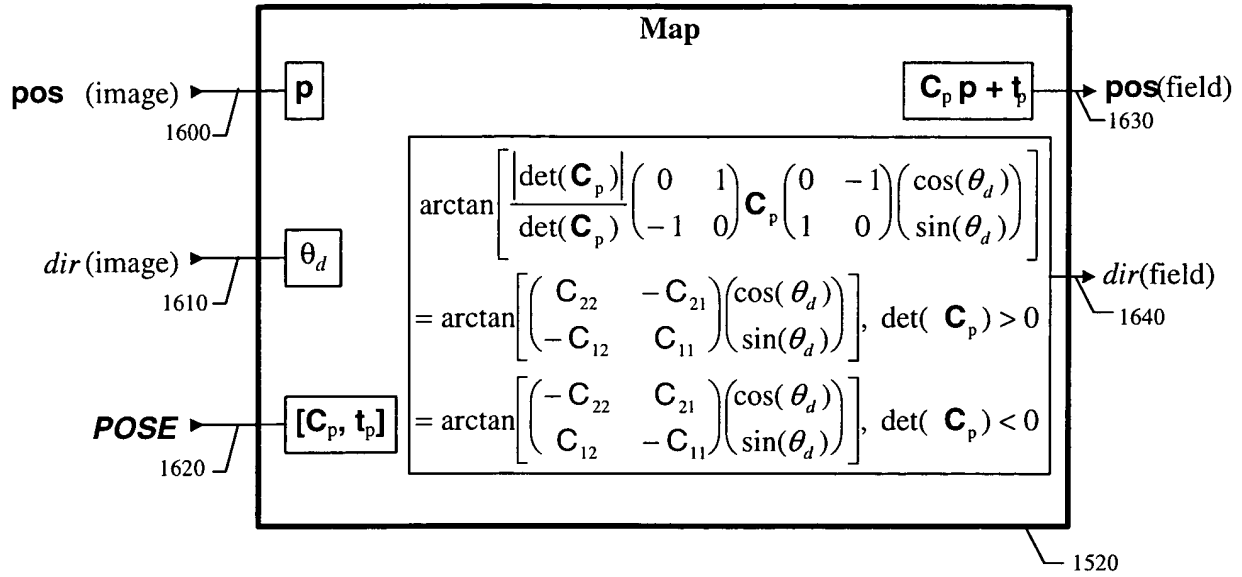 Map
pos (image) p
1600
C_p p + t_p pos(field)
1630
arctan[ |det(C_p)| / det(C_p) ( 0 1 ; -1 0 ) C_p ( 0 -1 ; 1 0 ) ( cos(θ_d) ; sin(θ_d) ) ]
dir (image) θ_d
1610
dir(field)
1640
= arctan[ ( C_22 -C_21 ; -C_12 C_11 ) ( cos(θ_d) ; sin(θ_d) ) ], det( C_p ) > 0
POSE [C_p, t_p]
1620
= arctan[ ( -C_22 C_21 ; C_12 -C_11 ) ( cos(θ_d) ; sin(θ_d) ) ], det( C_p ) < 0
1520